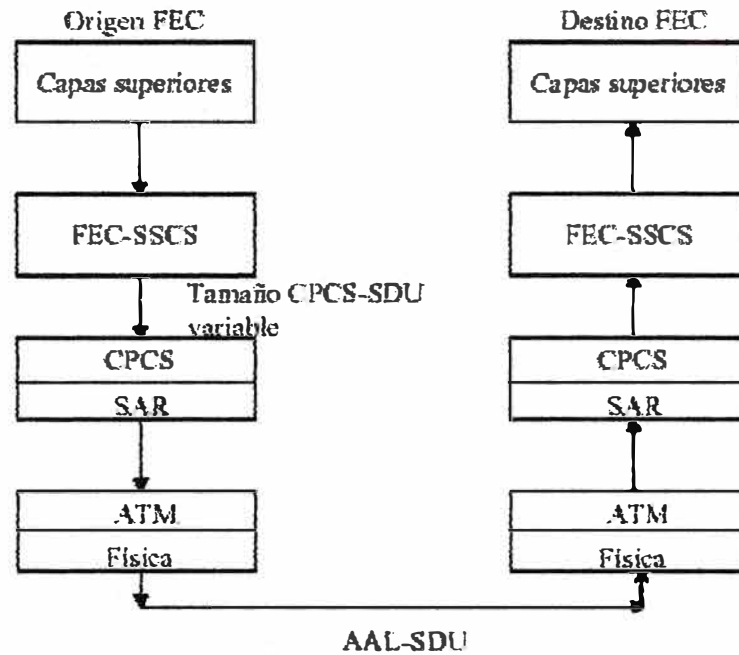 Origen FEC
Capas superiores
FEC-SSCS
Tamaño CPCS-SDU
variable
CPCS
SAR
ATM
Física
Destino FEC
Capas superiores
FEC-SSCS
CPCS
SAR
ATM
Física
AAL-SDU